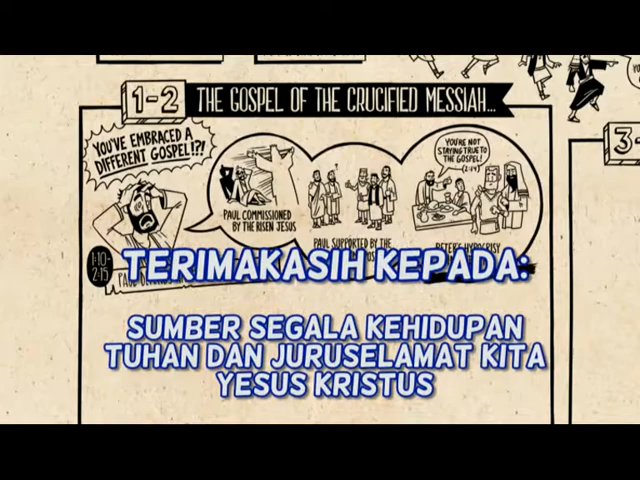 1-2 THE GOSPEL OF THE CRUCIFIED MESSIAH...
3-
YOU'VE EMBRACED A
DIFFERENT GOSPEL!?!
YOU'RE NOT
STAYING TRUE TO
THE GOSPEL!
(2:14)
PAUL COMMISSIONED
BY THE RISEN JESUS
PAUL SUPPORTED BY THE
PETER'S HYPOCRISY
1:10-
2:15
PAUL
TERIMAKASIH KEPADA:
SUMBER SEGALA KEHIDUPAN
TUHAN DAN JURUSELAMAT KITA
YESUS KRISTUS